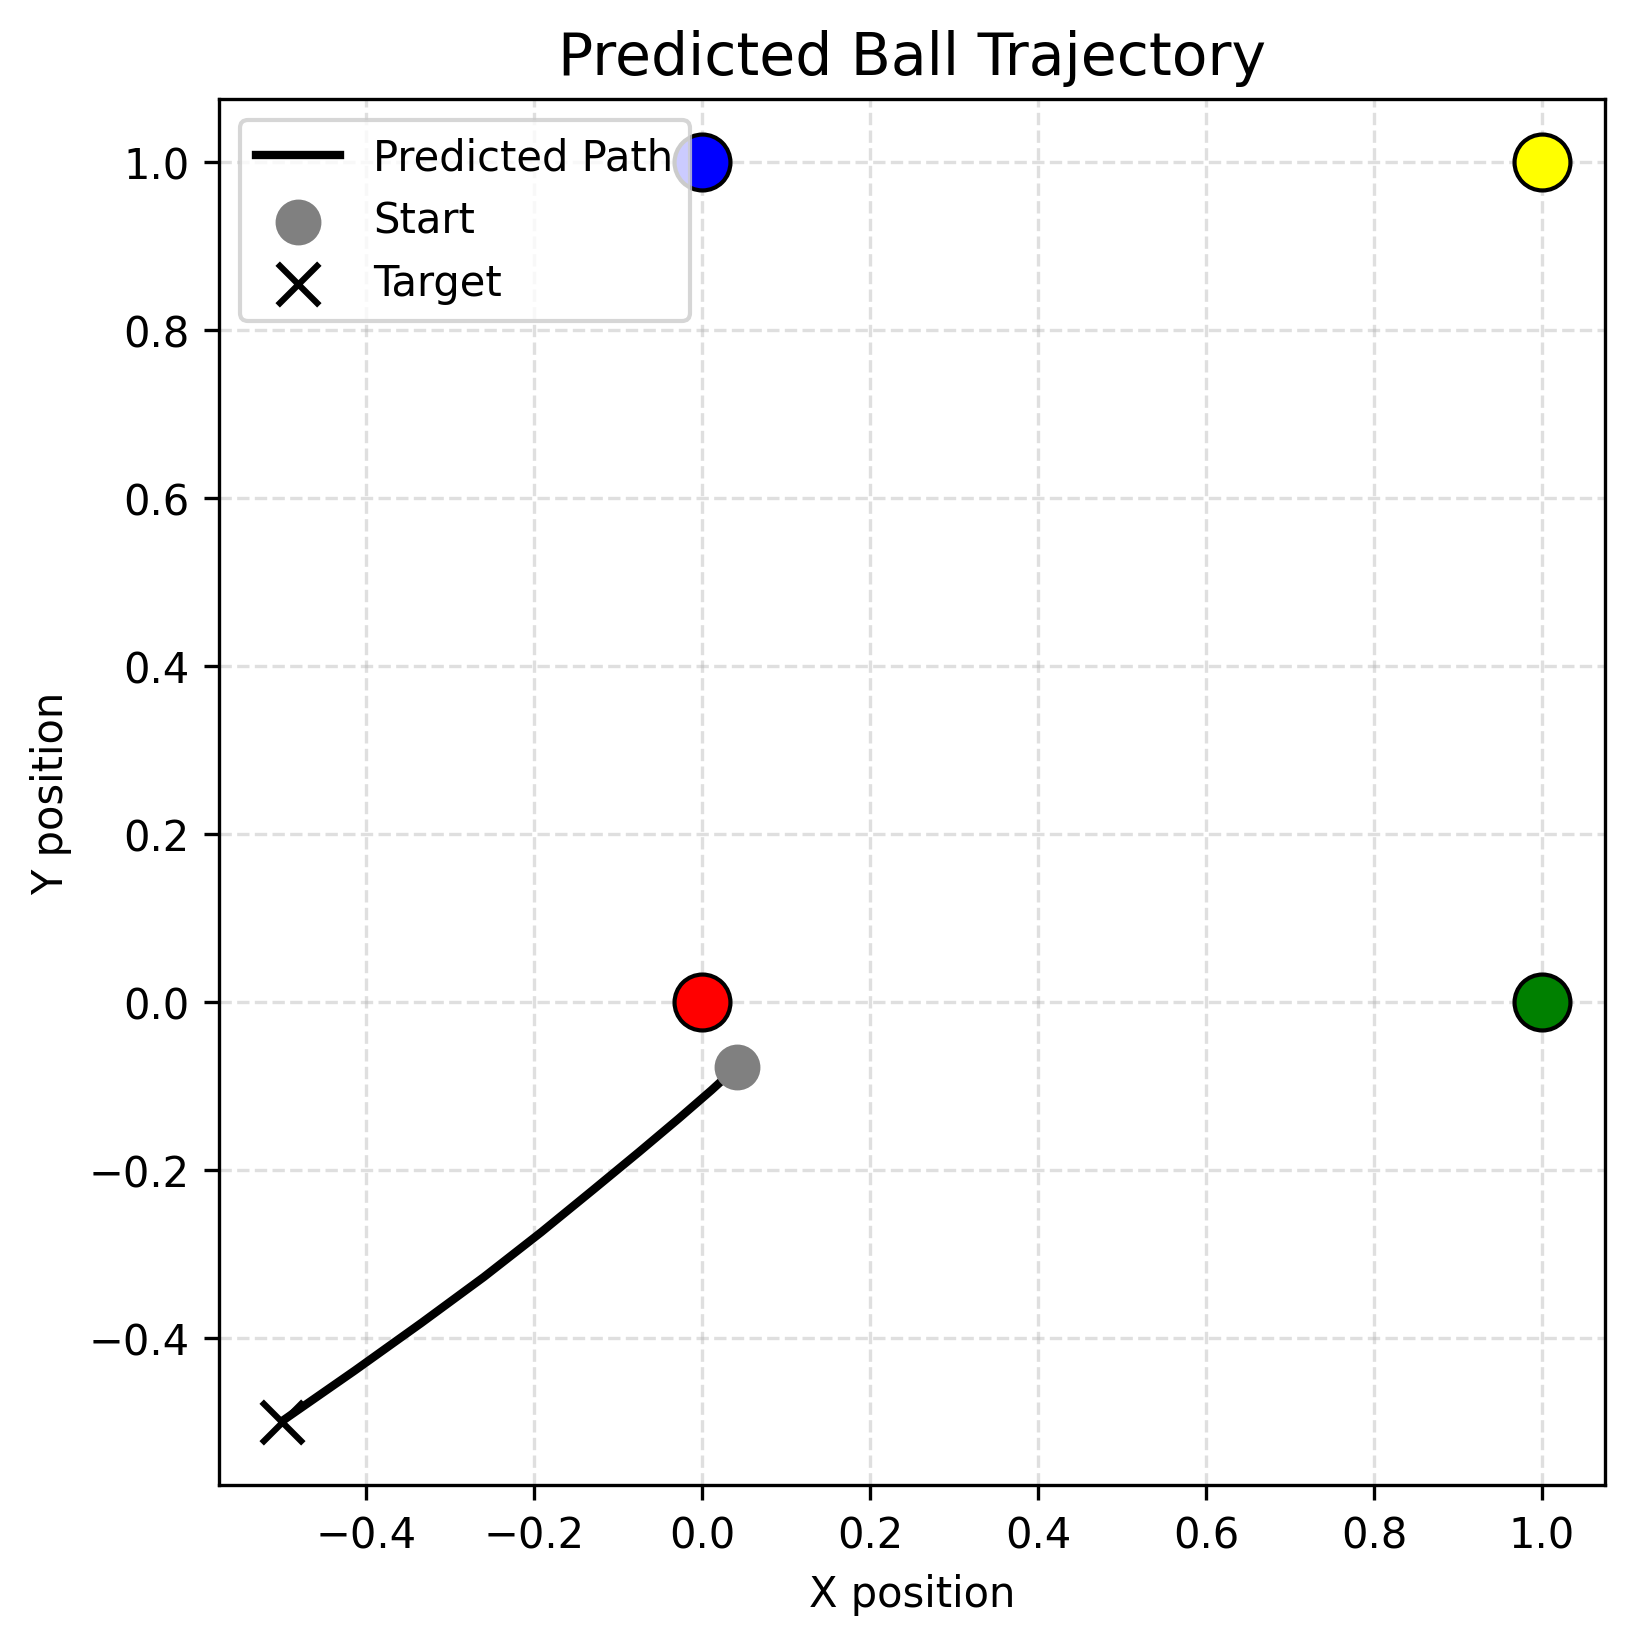 Predicted Ball Trajectory
Predicted Path
Start
Target
1.0
0.8
0.6
0.4
0.2
0.0
−0.2
−0.4
Y position
−0.4 −0.2 0.0 0.2 0.4 0.6 0.8 1.0
X position